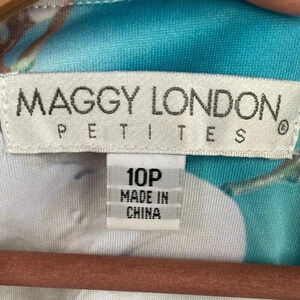 MAGGY LONDON®
PETITES
10P
MADE IN
CHINA